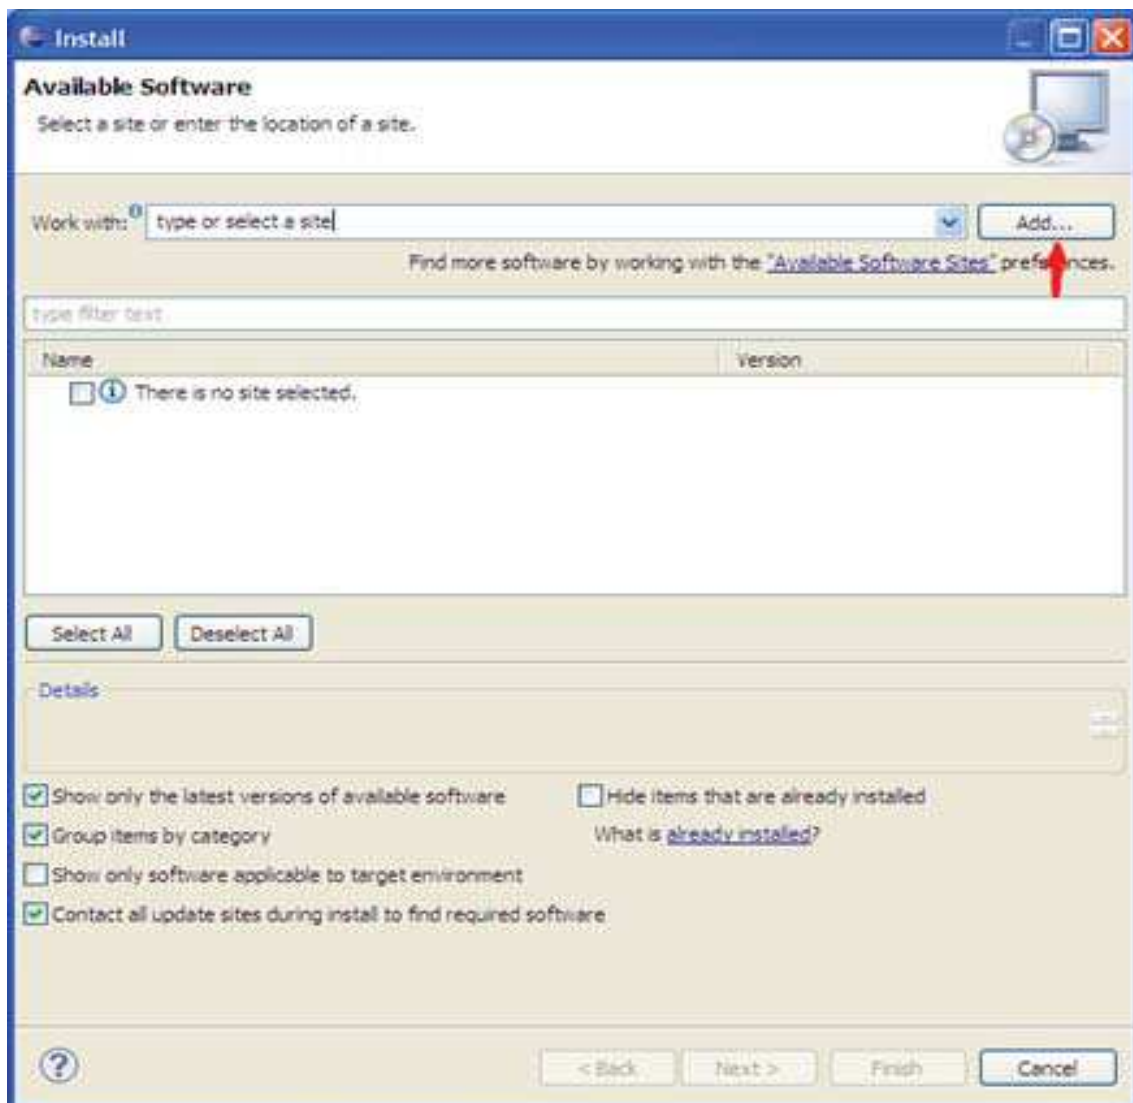 Install
Available Software
Select a site or enter the location of a site.
Work with: type or select a site Add...
Find more software by working with the "Available Software Sites" preferences.
type filter text
Name Version
There is no site selected.
Select All Deselect All
Details
Show only the latest versions of available software Hide items that are already installed
Group items by category What is already installed?
Show only software applicable to target environment
Contact all update sites during install to find required software
? < Back Next > Finish Cancel